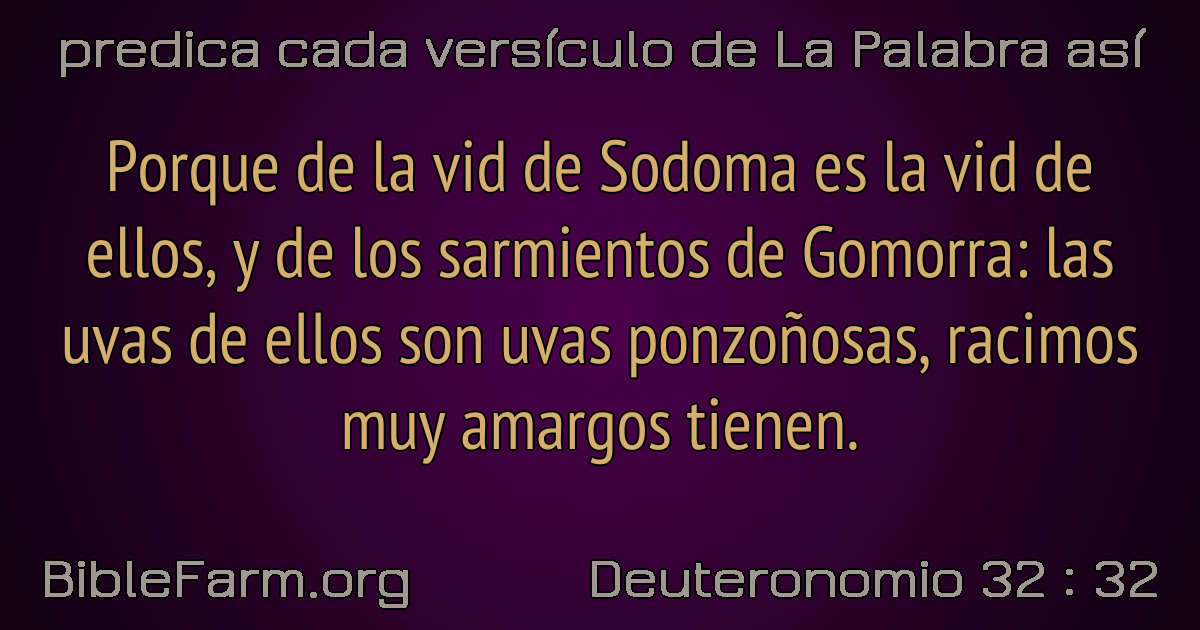 predica cada versículo de La Palabra así
Porque de la vid de Sodoma es la vid de
ellos, y de los sarmientos de Gomorra: las
uvas de ellos son uvas ponzoñosas, racimos
muy amargos tienen.
BibleFarm.org
Deuteronomio 32 : 32